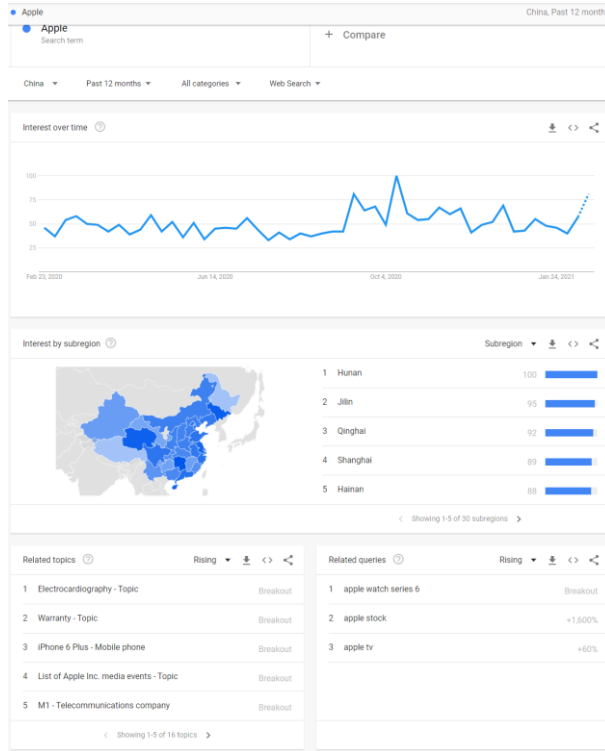 Apple China, Past 12 month
Apple
Search term
+ Compare
China Past 12 months All categories Web Search
Interest over time
100
75
50
25
Feb 23, 2020 Jun 14, 2020 Oct 4, 2020 Jan 24, 2021
Interest by subregion Subregion
1 Hunan 100
2 Jilin 95
3 Qinghai 92
4 Shanghai 89
5 Hainan 88
Showing 1-5 of 30 subregions
Related topics Rising
1 Electrocardiography - Topic Breakout
2 Warranty - Topic Breakout
3 iPhone 6 Plus - Mobile phone Breakout
4 List of Apple Inc. media events - Topic Breakout
5 M1 - Telecommunications company Breakout
Showing 1-5 of 16 topics
Related queries Rising
1 apple watch series 6 Breakout
2 apple stock +1,600%
3 apple tv +60%